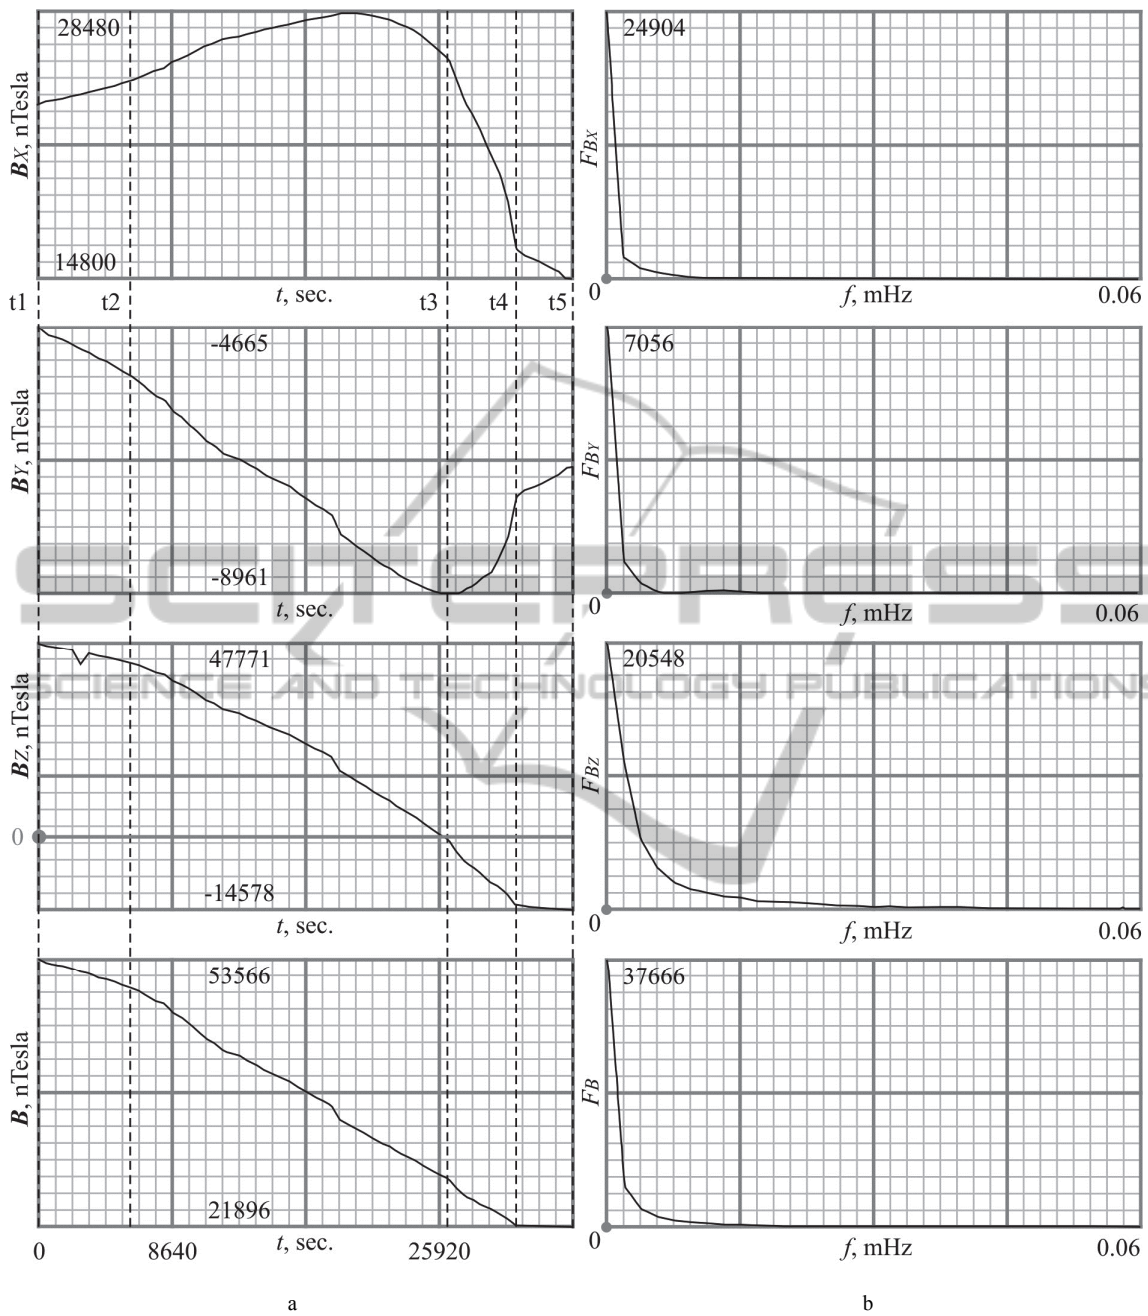 28480
24904
BX, nTesla
FBX
14800
t1
t2
t, sec.
t3
t4
t5
0
f, mHz
0.06
-4665
7056
BY, nTesla
FBY
-8961
t, sec.
0
f, mHz
0.06
SCITEPRESS
47771
20548
SCIENCE AND TECHNOLOGY PUBLICATIONS
BZ, nTesla
FBZ
0
-14578
t, sec.
0
f, mHz
0.06
53566
37666
B, nTesla
FB
21896
0
8640
t, sec.
25920
0
f, mHz
0.06
a
b